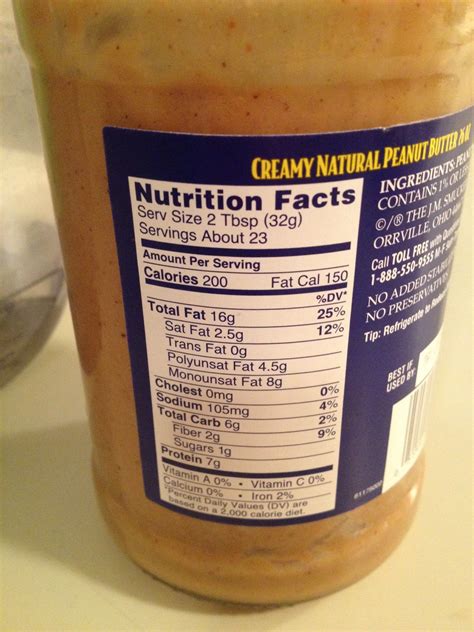 CREAMY NATURAL PEANUT BUTTER
Nutrition Facts
Serv Size 2 Tbsp (32g)
Servings About 23
Amount Per Serving
Calories 200 Fat Cal 150
%DV*
Total Fat 16g 25%
Sat Fat 2.5g 12%
Trans Fat 0g
Polyunsat Fat 4.5g
Monounsat Fat 8g
Cholest 0mg 0%
Sodium 105mg 4%
Total Carb 6g 2%
Fiber 2g 9%
Sugars 1g
Protein 7g
Vitamin A 0% • Vitamin C 0%
Calcium 0% • Iron 2%
*Percent Daily Values (DV) are
based on a 2,000 calorie diet.
INGREDIENTS:
CONTAINS 1% OR
©/® THE J.M.
ORRVILLE, OHIO
Call TOLL FREE with
1-888-550-9555
NO ADDED
NO
Tip: Refrigerate to
BEST IF
USED BY: